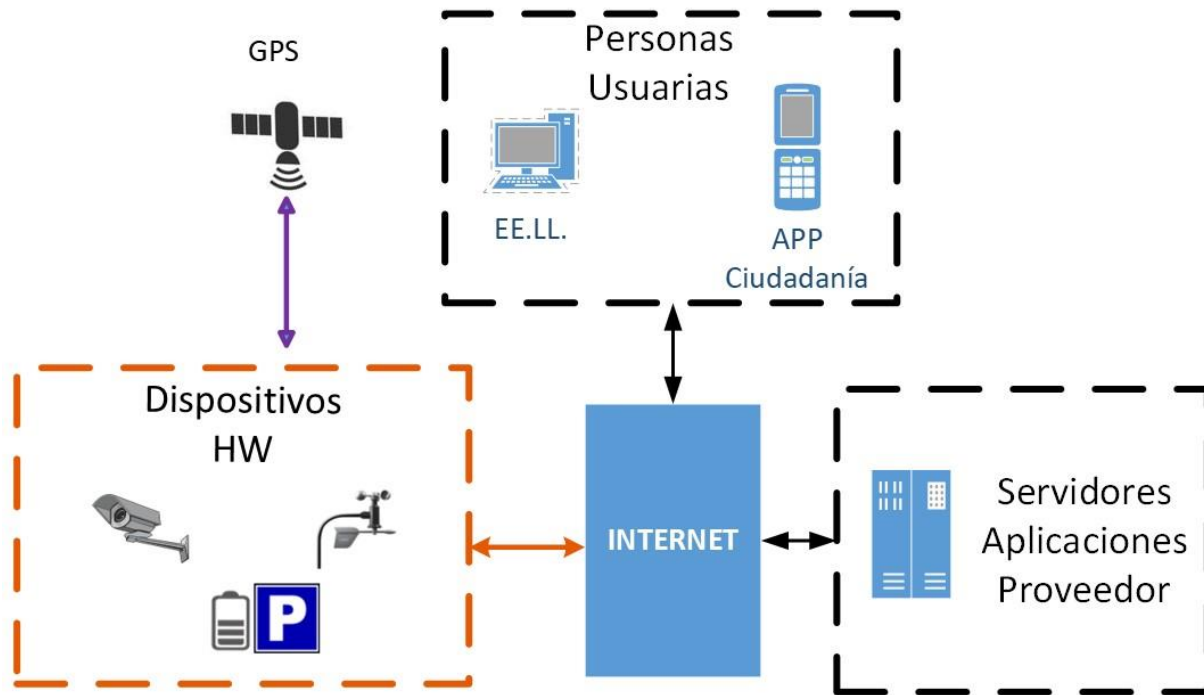 GPS
Personas
Usuarias
EE.LL.
APP
Ciudadanía
Dispositivos
HW
P
INTERNET
Servidores
Aplicaciones
Proveedor